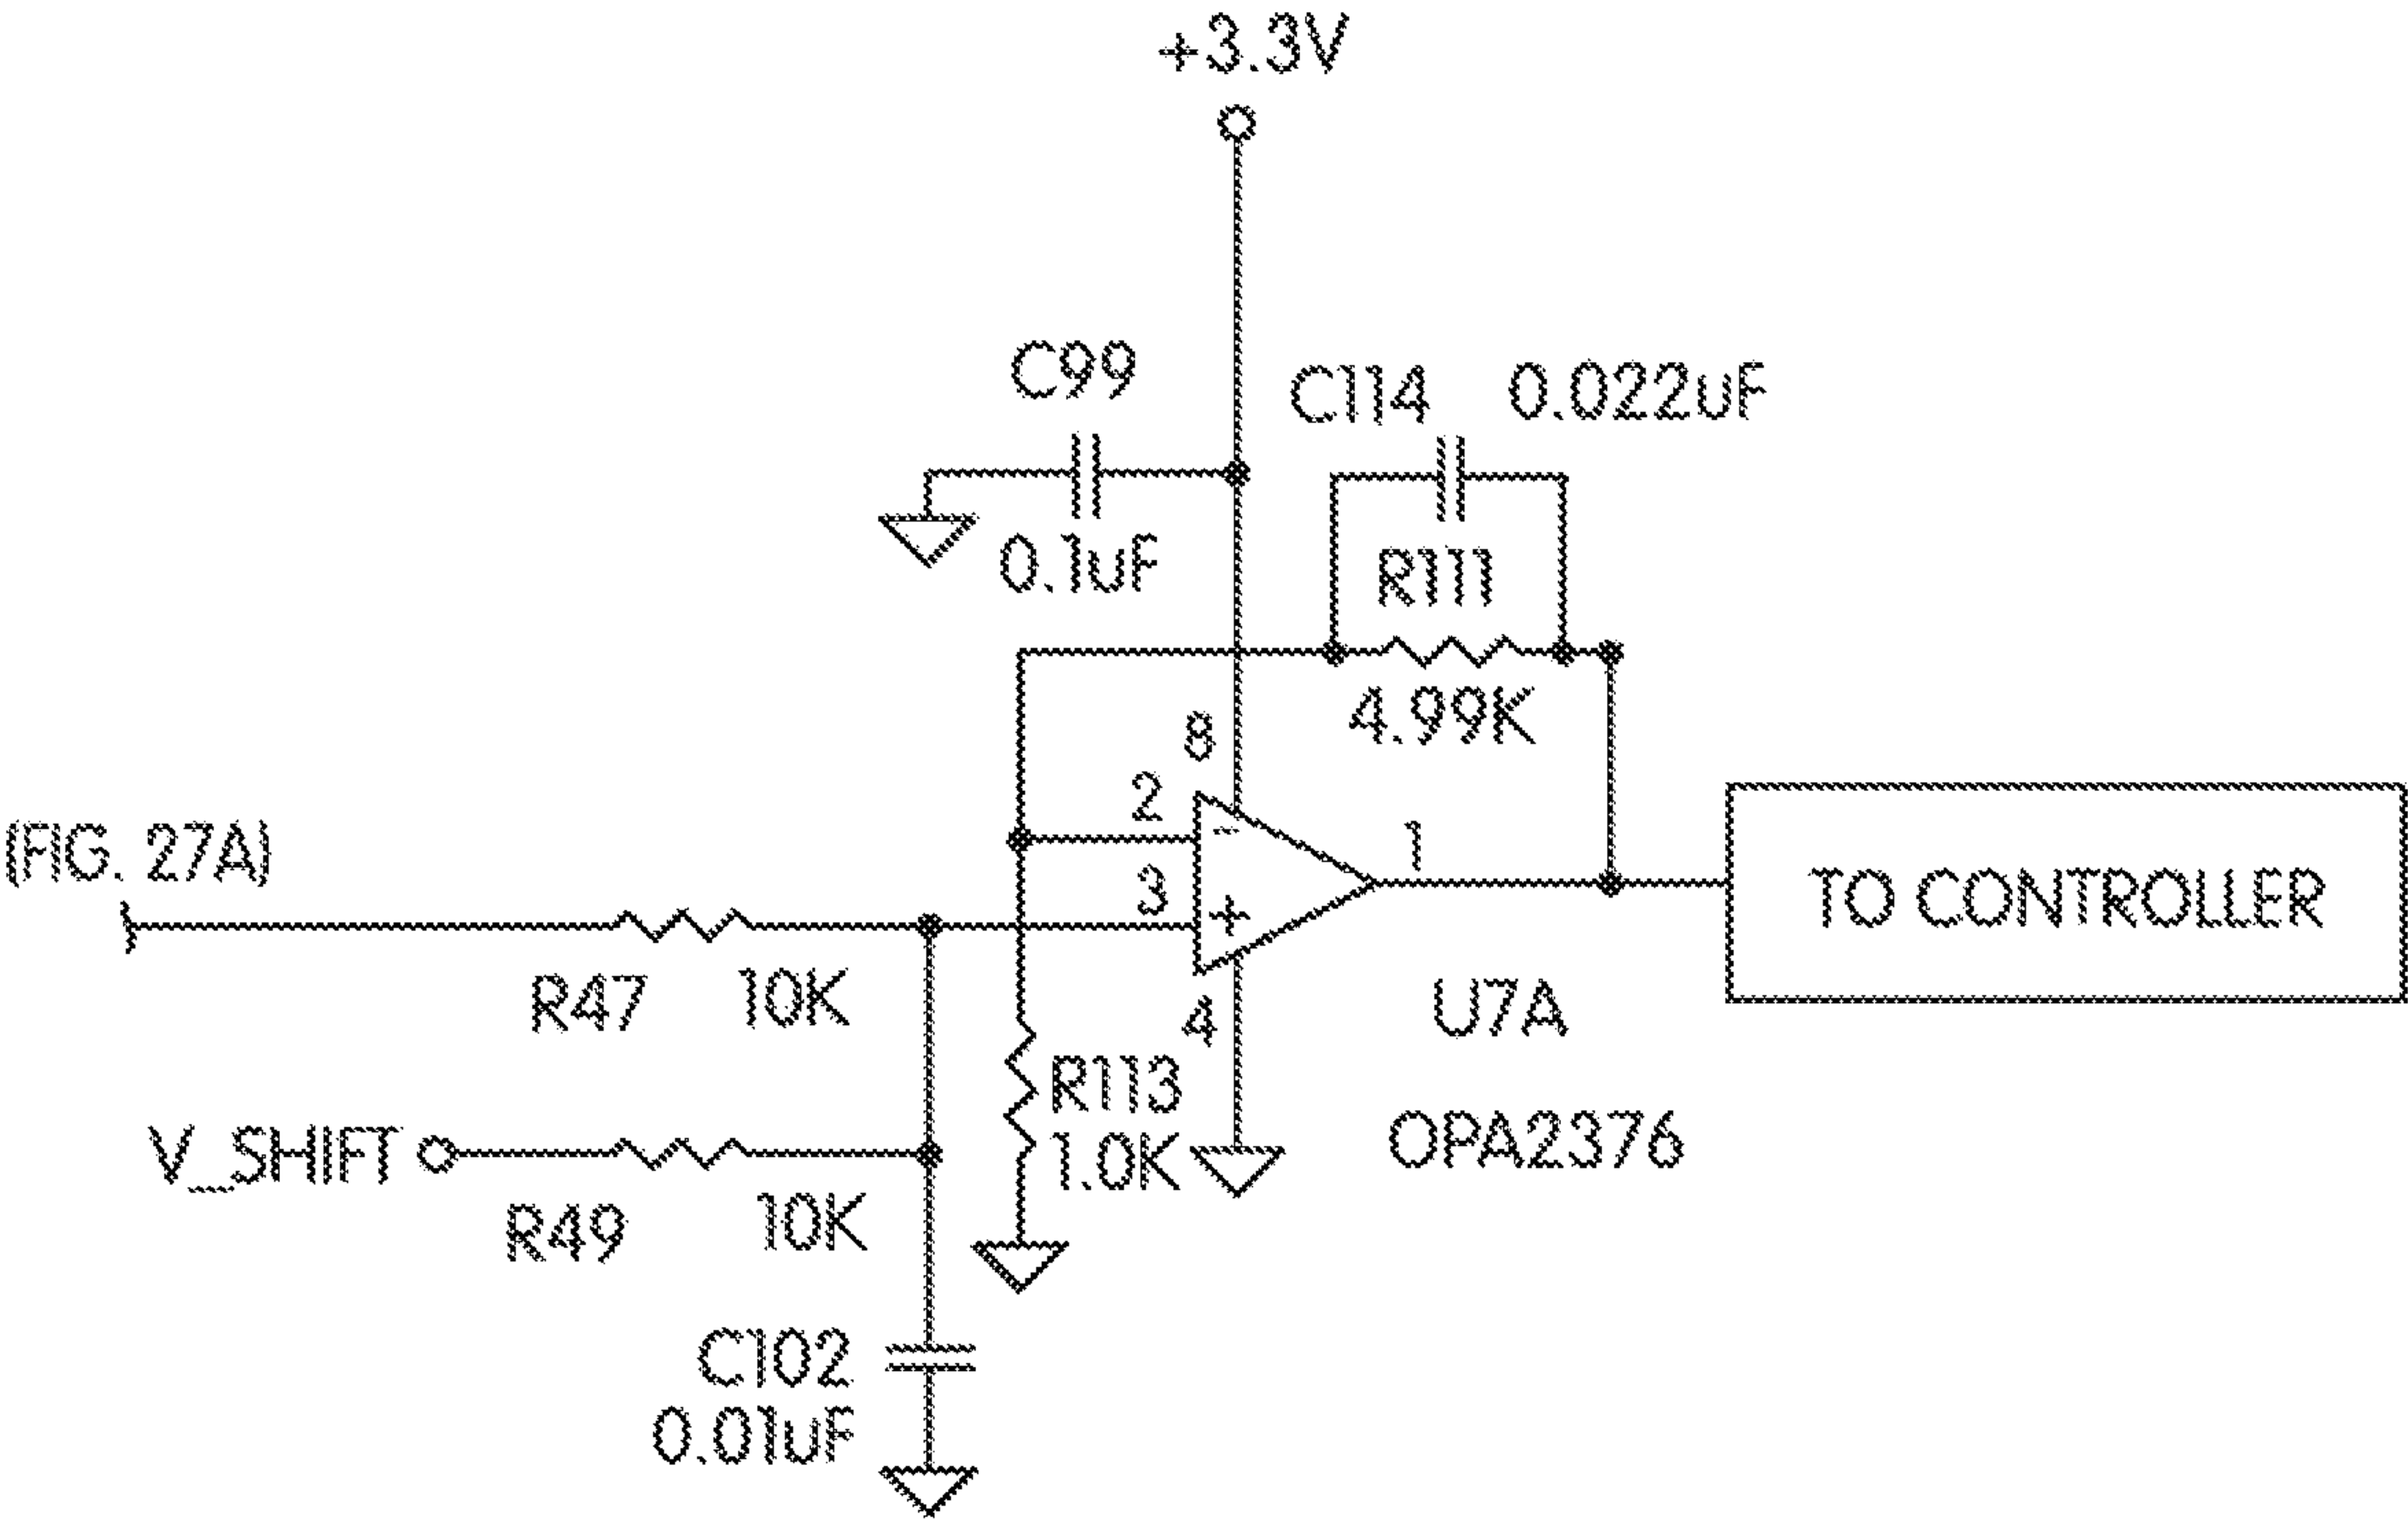 +3.3V
C99
C114 0.022uF
0.1uF
R111
4.99K
8
2
-
(FIG. 27A)
3
1
+
TO CONTROLLER
R47 10K
4
U7A
R113
1.0K
V_SHIFT
OPA2376
R49 10K
C102
0.01uF